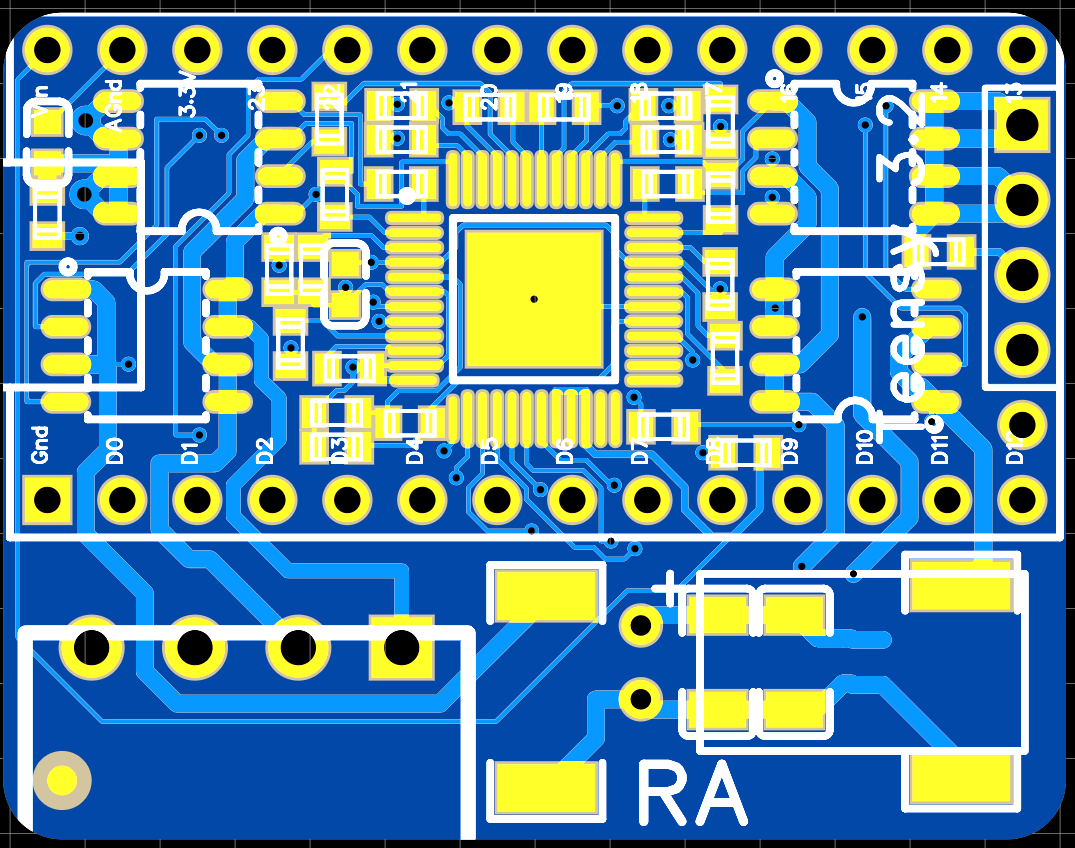 Vin
AGnd
3.3V
23
22
21
20
19
18
17
16
15
14
13
Teensy 3.2
Gnd
D0
D1
D2
D3
D4
D5
D6
D7
D8
D9
D10
D11
D12
+
RA